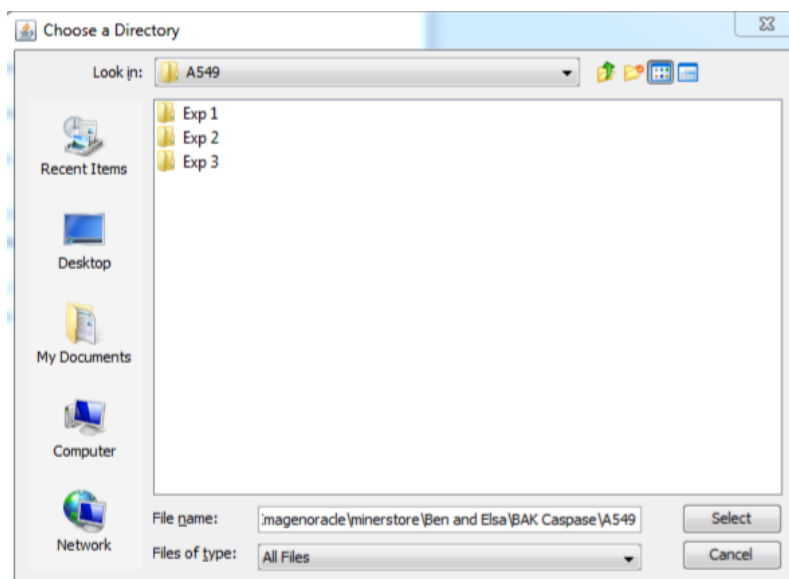 Choose a Directory
Look in: A549
Exp 1
Exp 2
Exp 3
Recent Items
Desktop
My Documents
Computer
Network
File name: :magenoracle\minerstore\Ben and Elsa\BAK Caspase\A549
Select
Files of type: All Files
Cancel